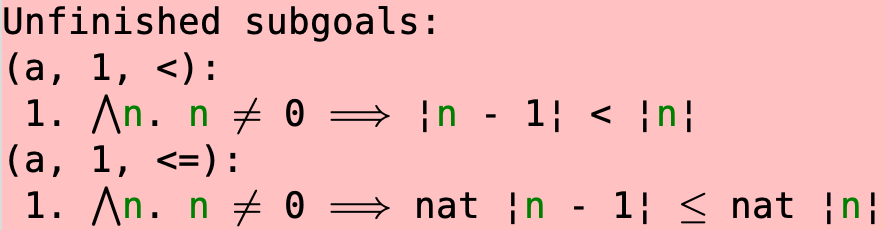 Unfinished subgoals:
(a, 1, <):
1. ⋀n. n ≠ 0 ⟹ ¦n - 1¦ < ¦n¦
(a, 1, <=):
1. ⋀n. n ≠ 0 ⟹ nat ¦n - 1¦ ≤ nat ¦n¦